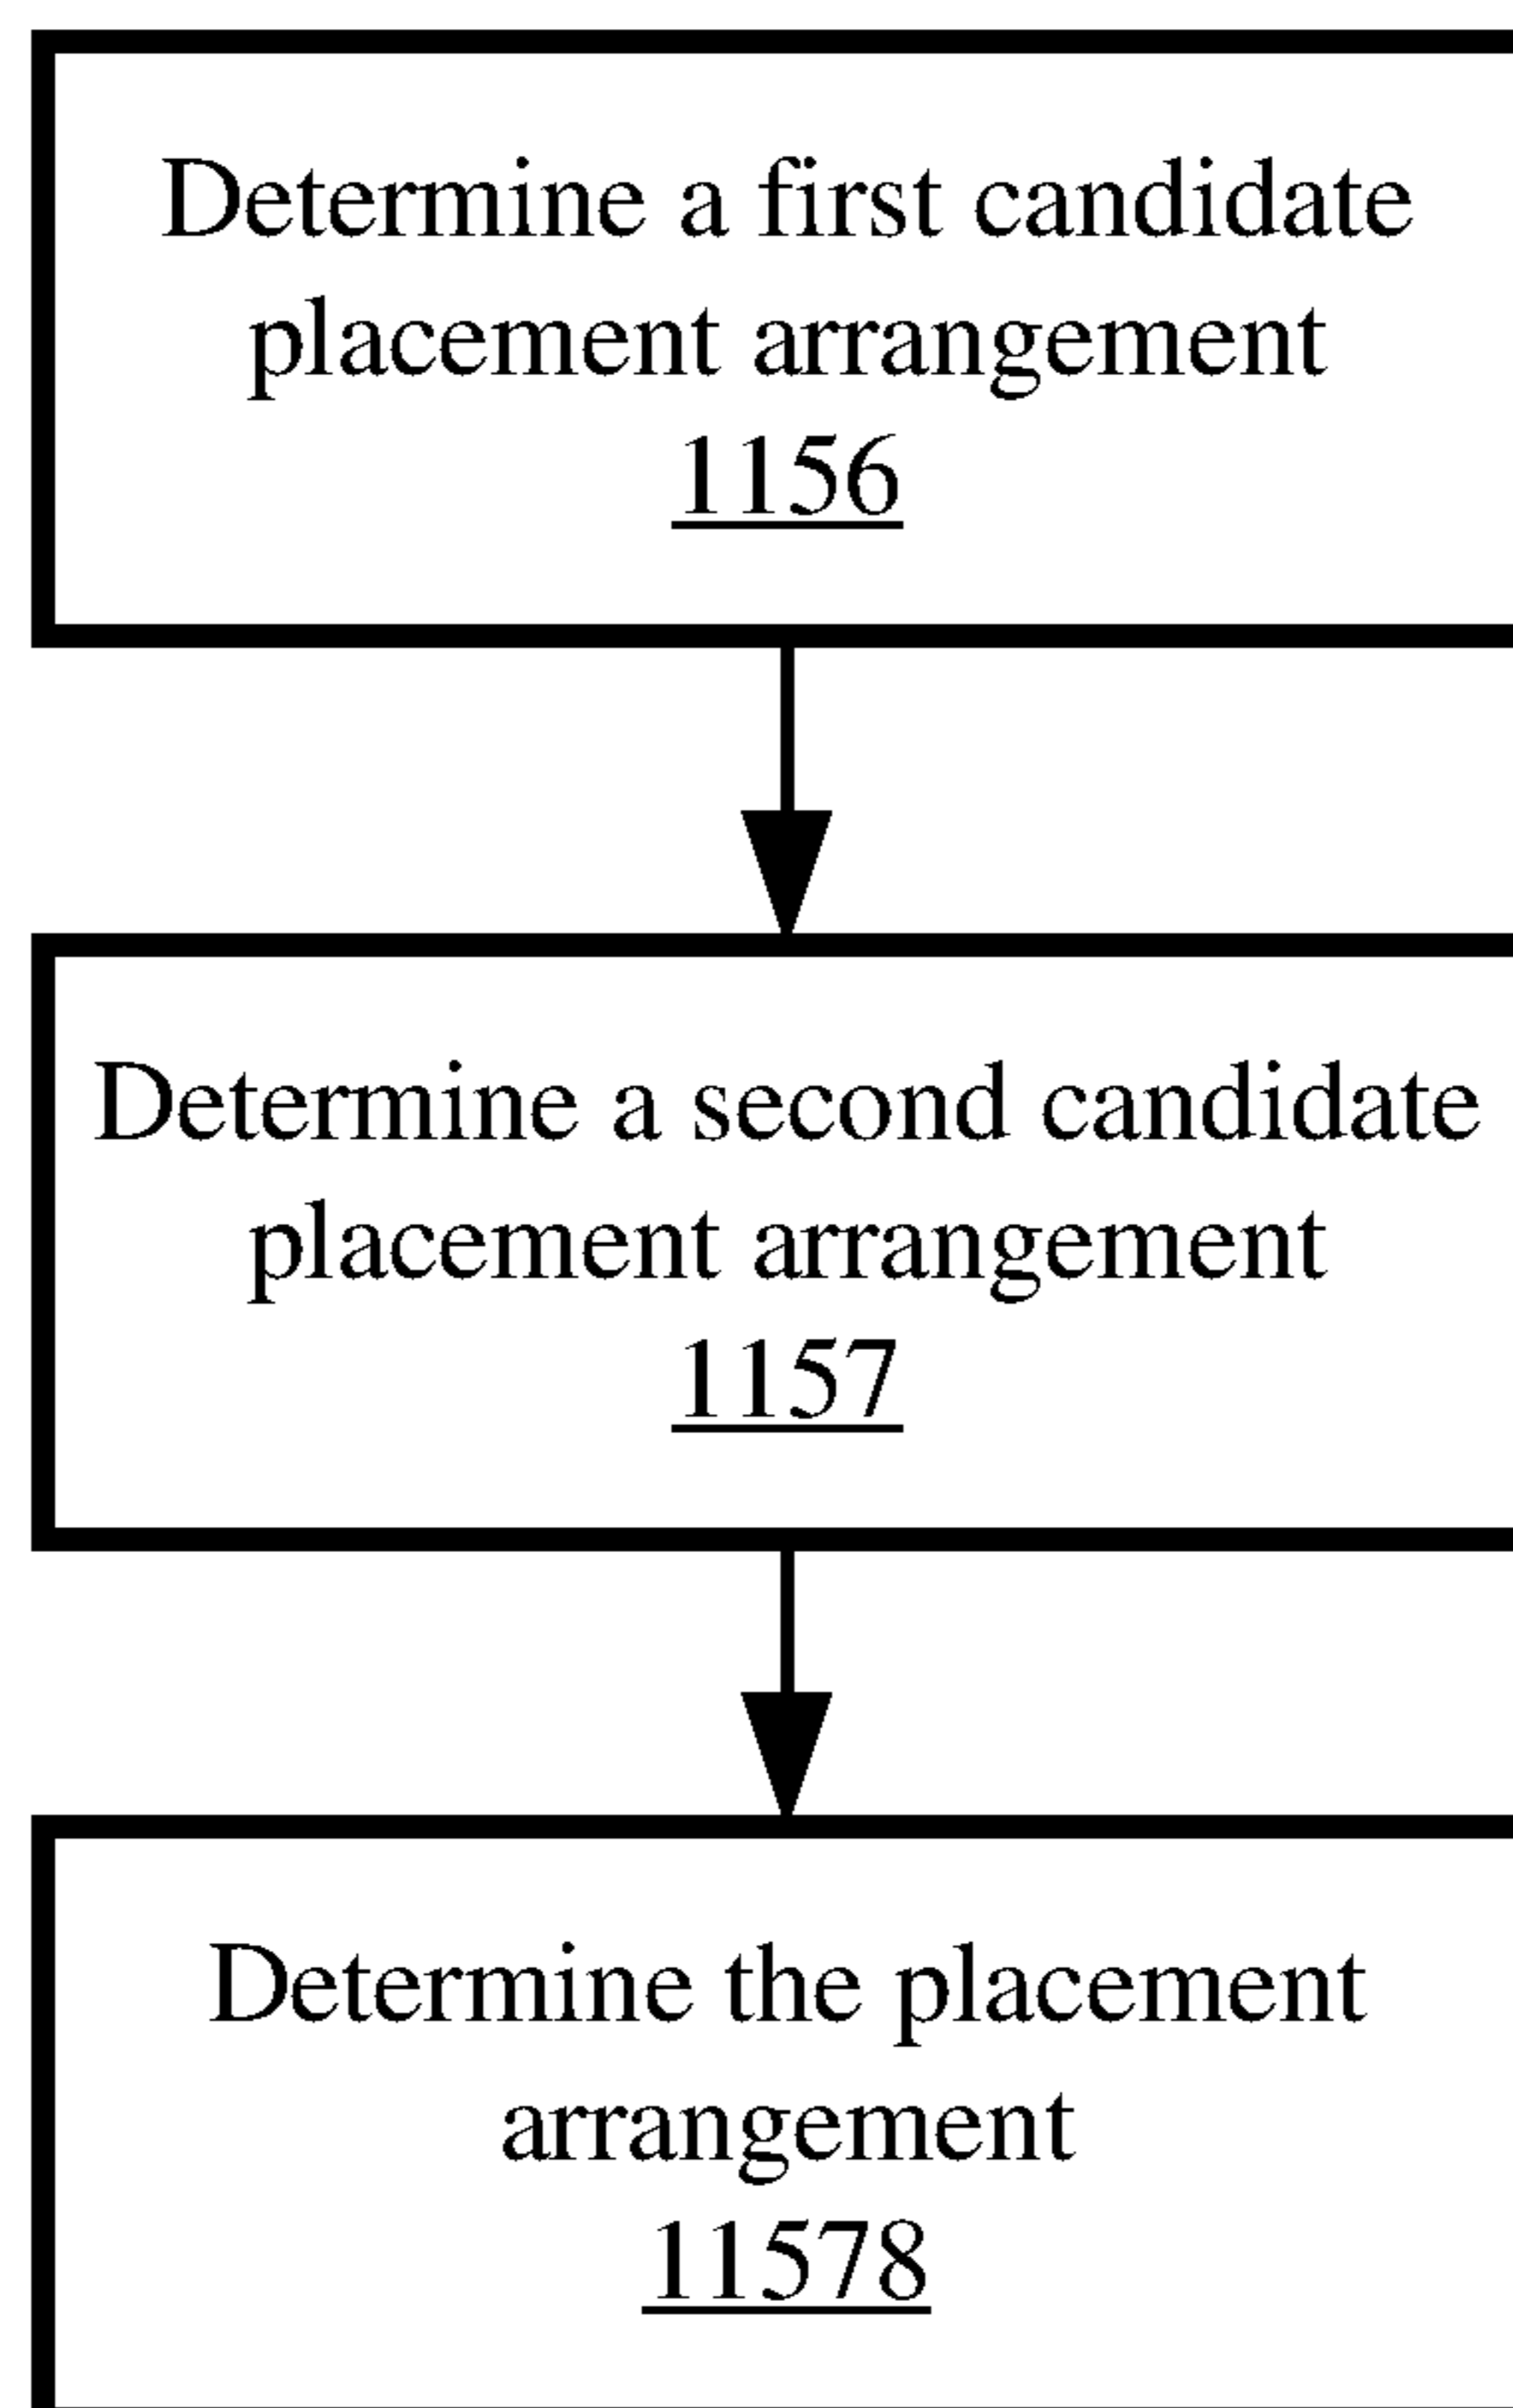 Determine a first candidate
placement arrangement
1156
Determine a second candidate
placement arrangement
1157
Determine the placement
arrangement
11578